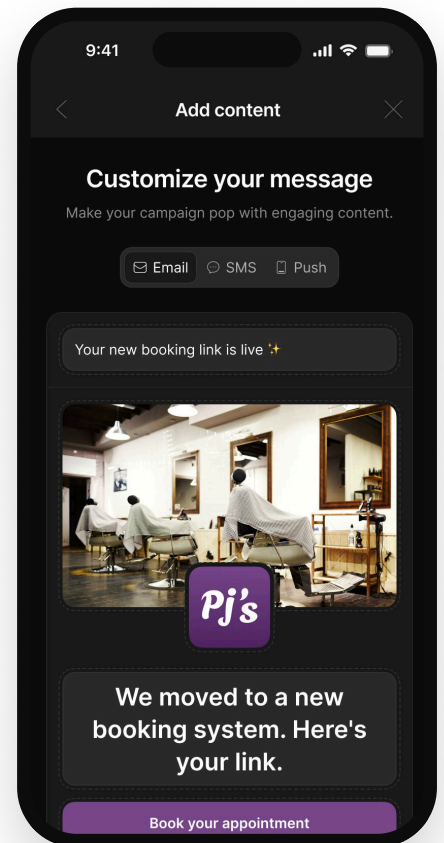 9:41
Add content
Customize your message
Make your campaign pop with engaging content.
Email SMS Push
Your new booking link is live ✨
Pj's
We moved to a new
booking system. Here's
your link.
Book your appointment